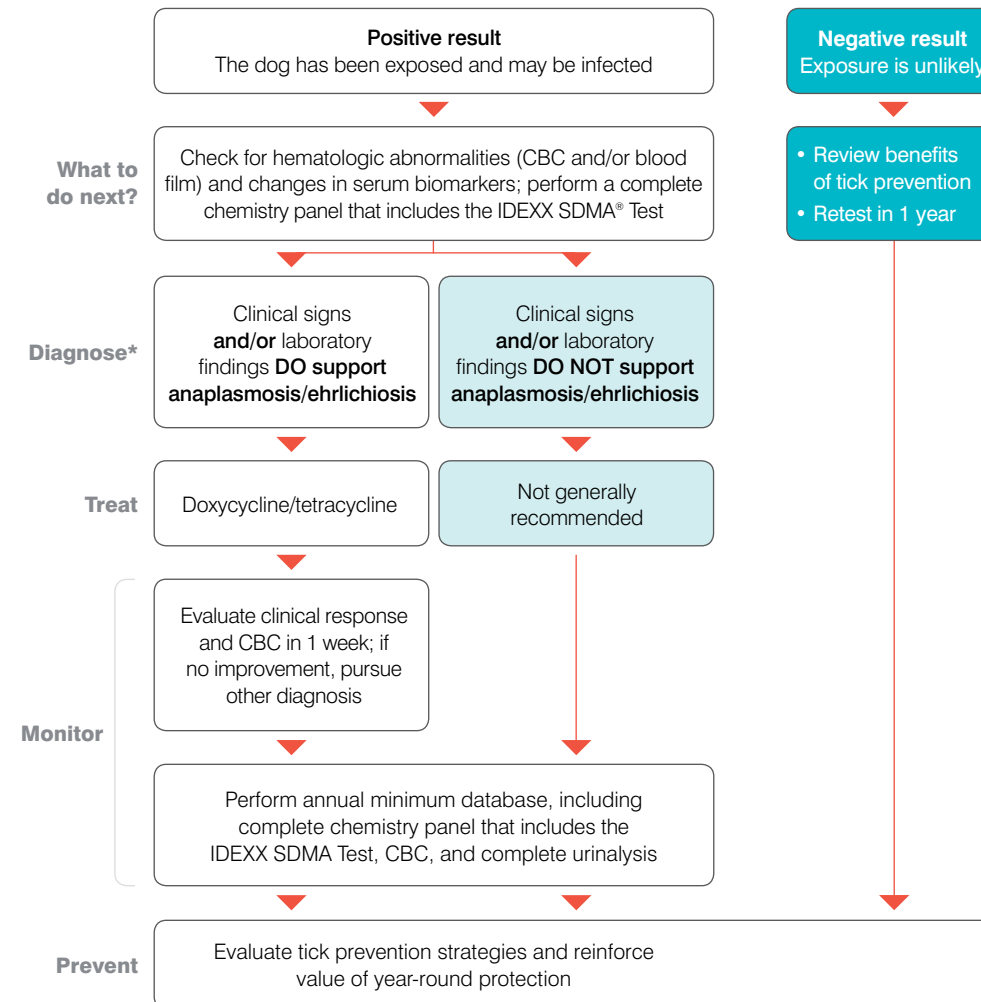 Positive result
The dog has been exposed and may be infected
Negative result
Exposure is unlikely
What to
do next?
Check for hematologic abnormalities (CBC and/or blood
film) and changes in serum biomarkers; perform a complete
chemistry panel that includes the IDEXX SDMA® Test
• Review benefits
of tick prevention
• Retest in 1 year
Diagnose*
Clinical signs
and/or laboratory
findings DO support
anaplasmosis/ehrlichiosis
Clinical signs
and/or laboratory
findings DO NOT support
anaplasmosis/ehrlichiosis
Treat
Doxycycline/tetracycline
Not generally
recommended
Monitor
Evaluate clinical response
and CBC in 1 week; if
no improvement, pursue
other diagnosis
Perform annual minimum database, including
complete chemistry panel that includes the
IDEXX SDMA Test, CBC, and complete urinalysis
Prevent
Evaluate tick prevention strategies and reinforce
value of year-round protection